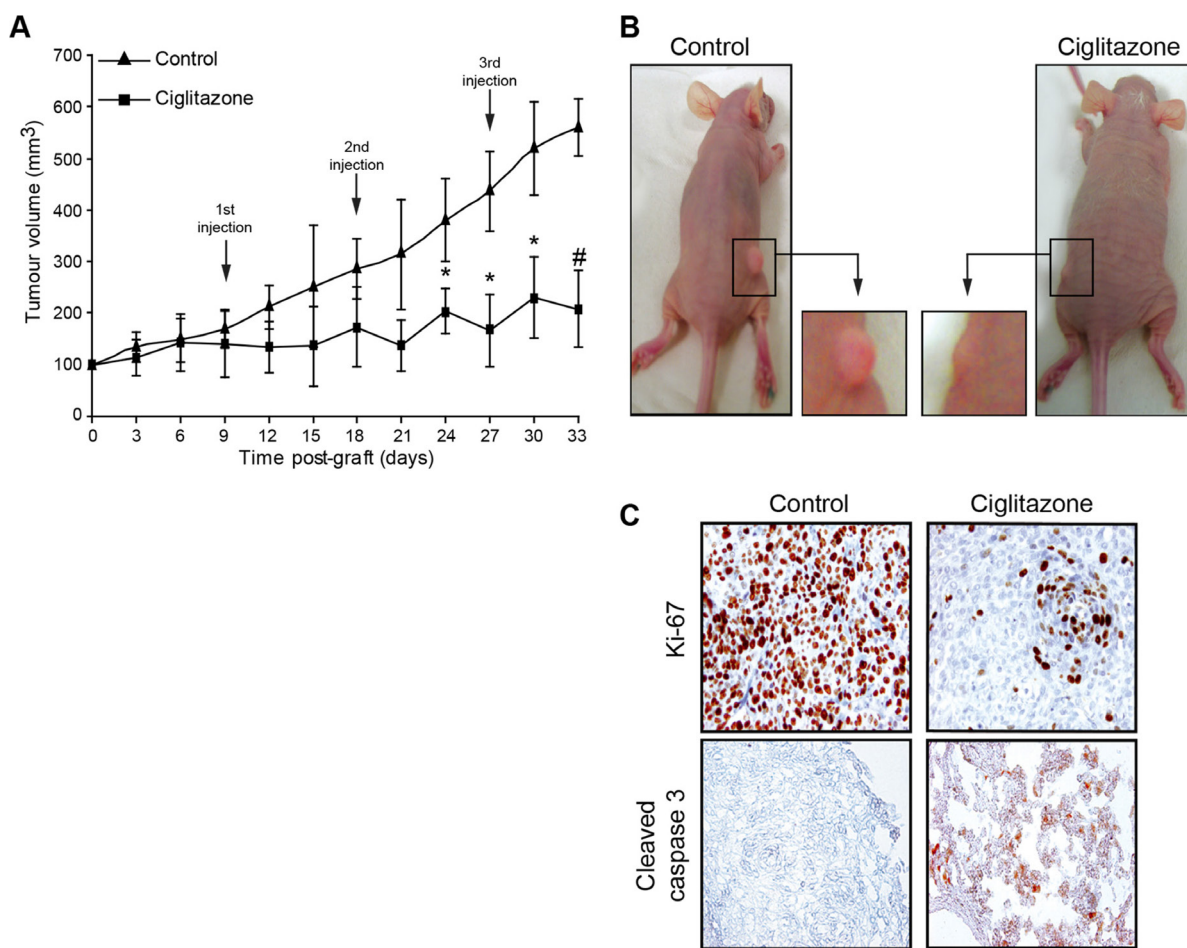 A
Control
Ciglitazone
1st
injection
2nd
injection
3rd
injection
*
*
*
#
Tumour volume (mm³)
700
600
500
400
300
200
100
0
0 3 6 9 12 15 18 21 24 27 30 33
Time post-graft (days)
B
Control
Ciglitazone
C
Control
Ciglitazone
Ki-67
Cleaved
caspase 3